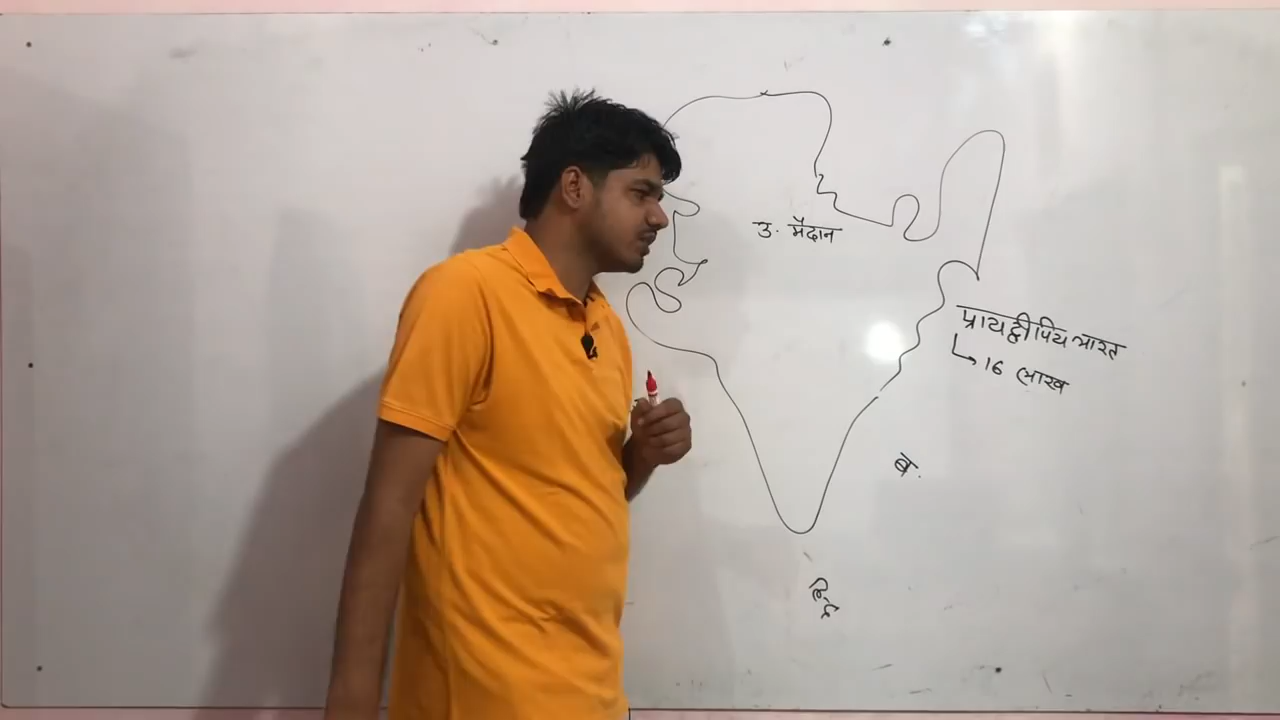 उ. मैदान
प्रायद्वीपिय भारत
↳ 16 लाख
ब.
हिंद